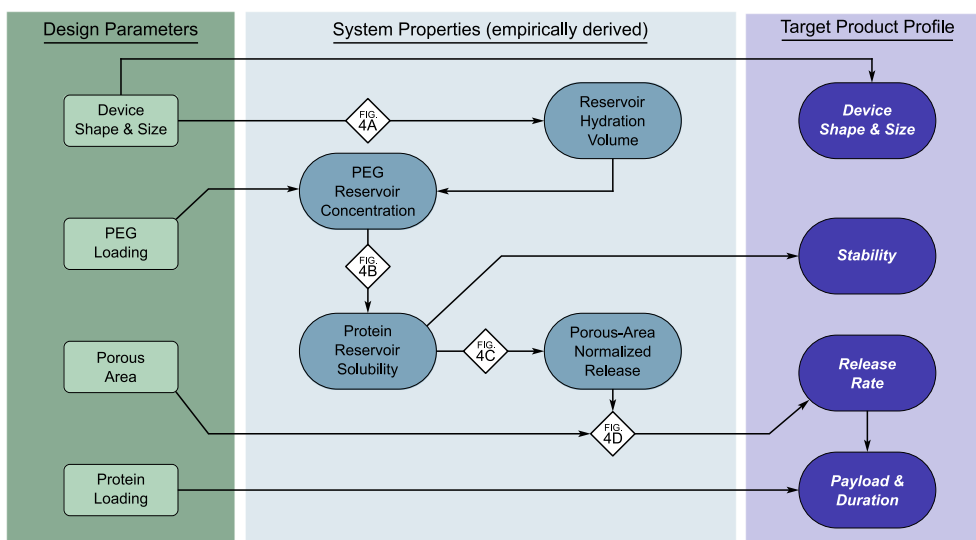 Design Parameters
System Properties (empirically derived)
Target Product Profile
Device
Shape & Size
FIG.
4A
Reservoir
Hydration
Volume
Device
Shape & Size
PEG
Reservoir
Concentration
PEG
Loading
FIG.
4B
Stability
Protein
Reservoir
Solubility
FIG.
4C
Porous-Area
Normalized
Release
Porous
Area
Release
Rate
FIG.
4D
Protein
Loading
Payload &
Duration